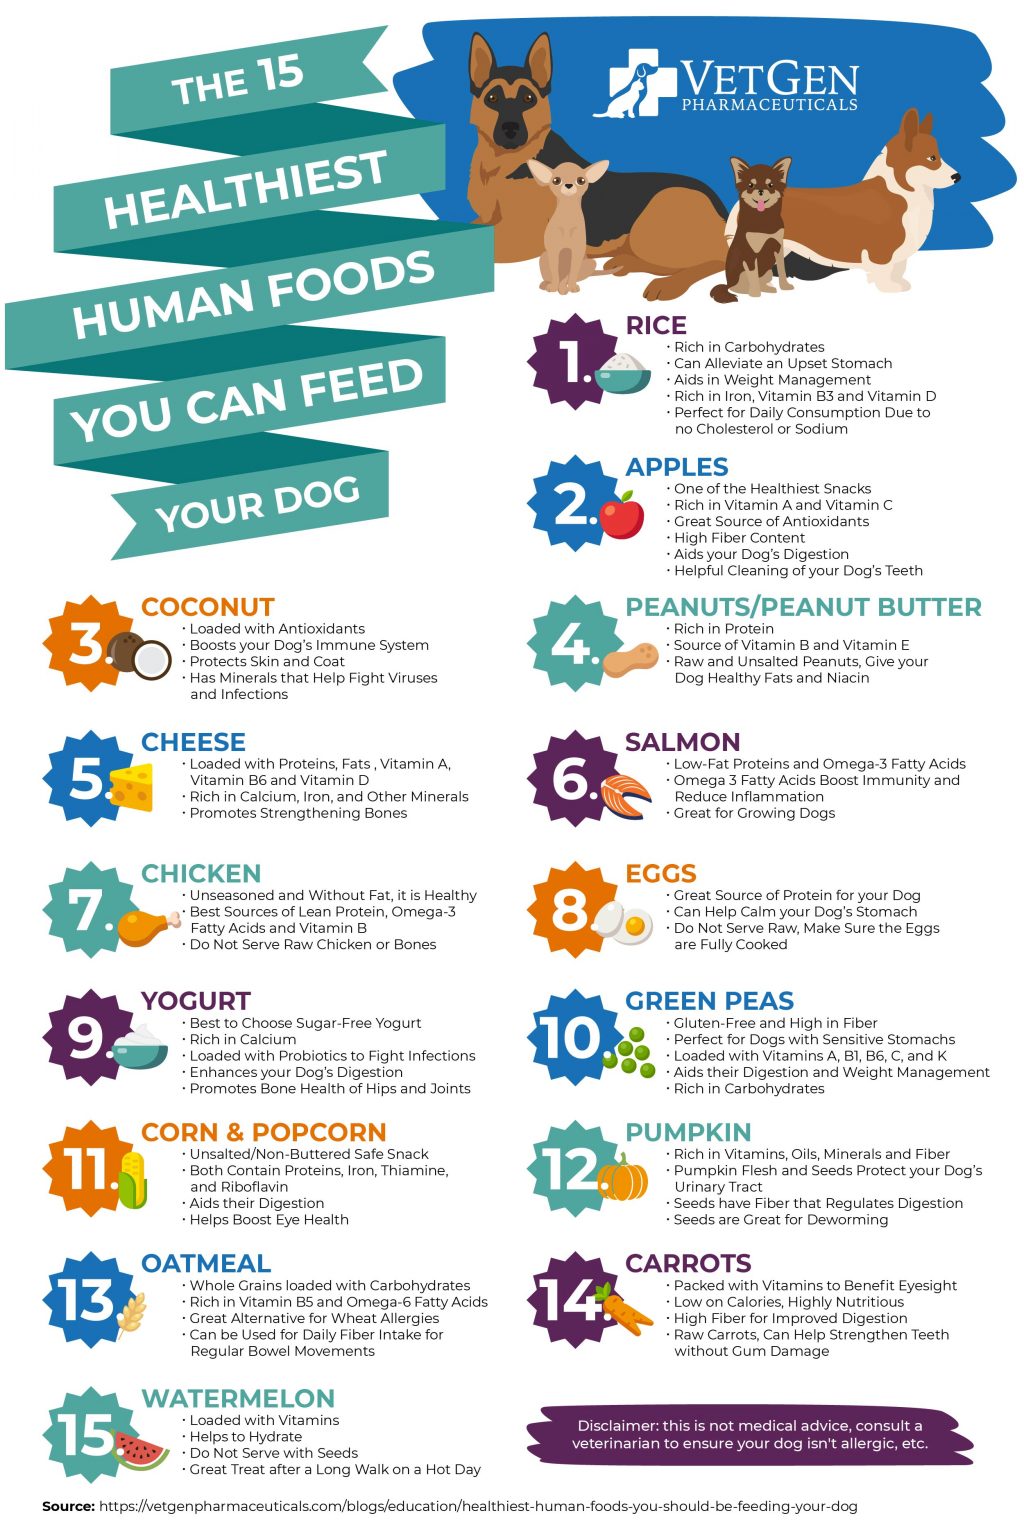 THE 15
HEALTHIEST
HUMAN FOODS
YOU CAN FEED
YOUR DOG
VETGEN
PHARMACEUTICALS
1.
RICE
· Rich in Carbohydrates
· Can Alleviate an Upset Stomach
· Aids in Weight Management
· Rich in Iron, Vitamin B3 and Vitamin D
· Perfect for Daily Consumption Due to
no Cholesterol or Sodium
2.
APPLES
· One of the Healthiest Snacks
· Rich in Vitamin A and Vitamin C
· Great Source of Antioxidants
· High Fiber Content
· Aids your Dog's Digestion
· Helpful Cleaning of your Dog's Teeth
3.
COCONUT
· Loaded with Antioxidants
· Boosts your Dog's Immune System
· Protects Skin and Coat
· Has Minerals that Help Fight Viruses
and Infections
4.
PEANUTS/PEANUT BUTTER
· Rich in Protein
· Source of Vitamin B and Vitamin E
· Raw and Unsalted Peanuts, Give your
Dog Healthy Fats and Niacin
5.
CHEESE
· Loaded with Proteins, Fats , Vitamin A,
Vitamin B6 and Vitamin D
· Rich in Calcium, Iron, and Other Minerals
· Promotes Strengthening Bones
6.
SALMON
· Low-Fat Proteins and Omega-3 Fatty Acids
· Omega 3 Fatty Acids Boost Immunity and
Reduce Inflammation
· Great for Growing Dogs
7.
CHICKEN
· Unseasoned and Without Fat, it is Healthy
· Best Sources of Lean Protein, Omega-3
Fatty Acids and Vitamin B
· Do Not Serve Raw Chicken or Bones
8.
EGGS
· Great Source of Protein for your Dog
· Can Help Calm your Dog's Stomach
· Do Not Serve Raw, Make Sure the Eggs
are Fully Cooked
9.
YOGURT
· Best to Choose Sugar-Free Yogurt
· Rich in Calcium
· Loaded with Probiotics to Fight Infections
· Enhances your Dog's Digestion
· Promotes Bone Health of Hips and Joints
10.
GREEN PEAS
· Gluten-Free and High in Fiber
· Perfect for Dogs with Sensitive Stomachs
· Loaded with Vitamins A, B1, B6, C, and K
· Aids their Digestion and Weight Management
· Rich in Carbohydrates
11.
CORN & POPCORN
· Unsalted/Non-Buttered Safe Snack
· Both Contain Proteins, Iron, Thiamine,
and Riboflavin
· Aids their Digestion
· Helps Boost Eye Health
12.
PUMPKIN
· Rich in Vitamins, Oils, Minerals and Fiber
· Pumpkin Flesh and Seeds Protect your Dog's
Urinary Tract
· Seeds have Fiber that Regulates Digestion
· Seeds are Great for Deworming
13.
OATMEAL
· Whole Grains loaded with Carbohydrates
· Rich in Vitamin B5 and Omega-6 Fatty Acids
· Great Alternative for Wheat Allergies
· Can be Used for Daily Fiber Intake for
Regular Bowel Movements
14.
CARROTS
· Packed with Vitamins to Benefit Eyesight
· Low on Calories, Highly Nutritious
· High Fiber for Improved Digestion
· Raw Carrots, Can Help Strengthen Teeth
without Gum Damage
15.
WATERMELON
· Loaded with Vitamins
· Helps to Hydrate
· Do Not Serve with Seeds
· Great Treat after a Long Walk on a Hot Day
Disclaimer: this is not medical advice, consult a
veterinarian to ensure your dog isn't allergic, etc.
Source: https://vetgenpharmaceuticals.com/blogs/education/healthiest-human-foods-you-should-be-feeding-your-dog